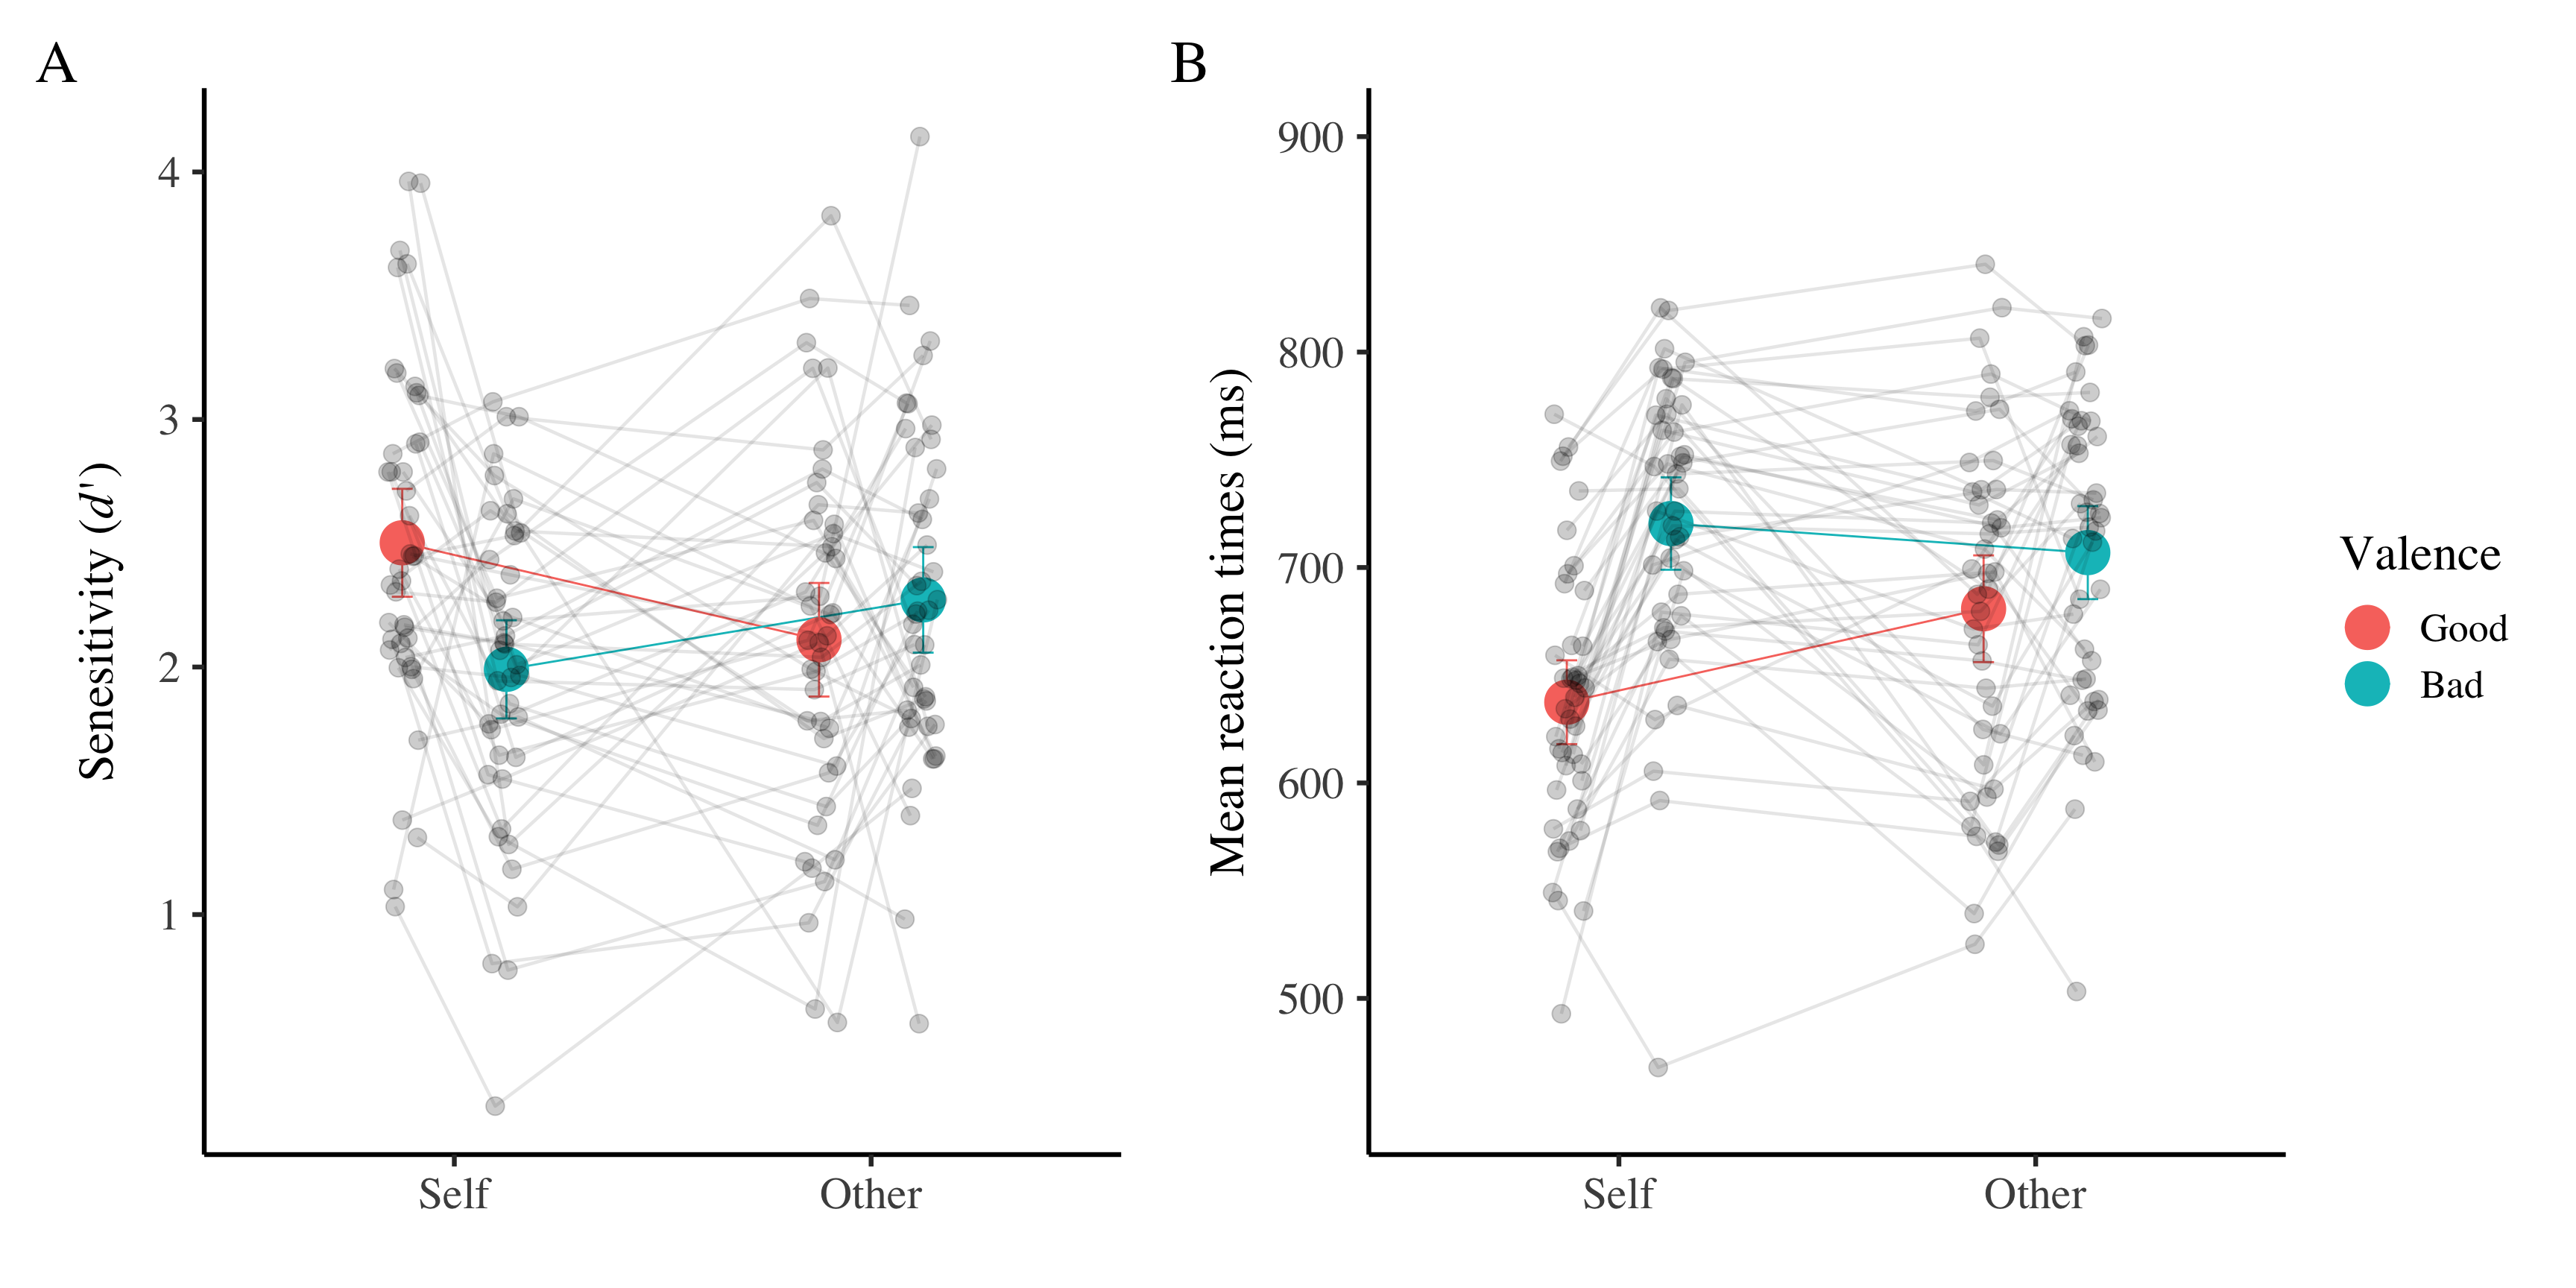 A
B
Senesitivity (d')
4
3
2
1
Self
Other
Mean reaction times (ms)
900
800
700
600
500
Self
Other
Valence
Good
Bad